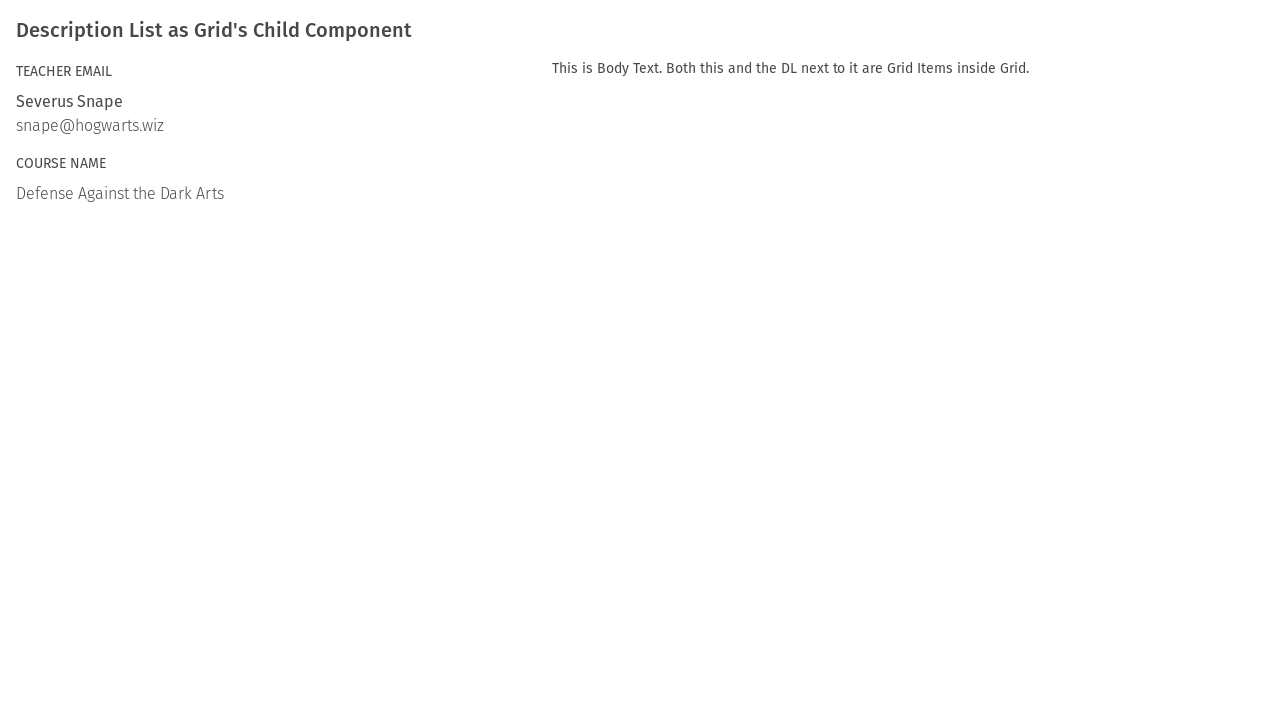 Description List as Grid's Child Component
TEACHER EMAIL
Severus Snape
snape@hogwarts.wiz
COURSE NAME
Defense Against the Dark Arts
This is Body Text. Both this and the DL next to it are Grid Items inside Grid.